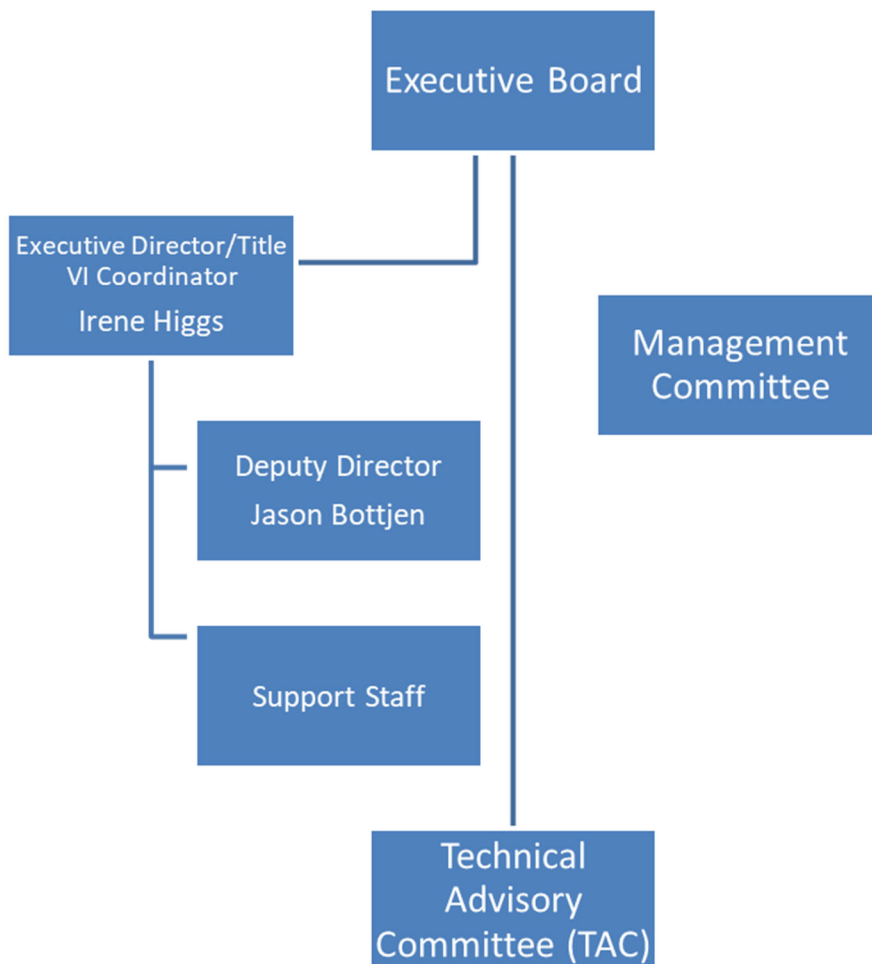 Executive Board
Executive Director/Title
VI Coordinator
Irene Higgs
Management
Committee
Deputy Director
Jason Bottjen
Support Staff
Technical
Advisory
Committee (TAC)